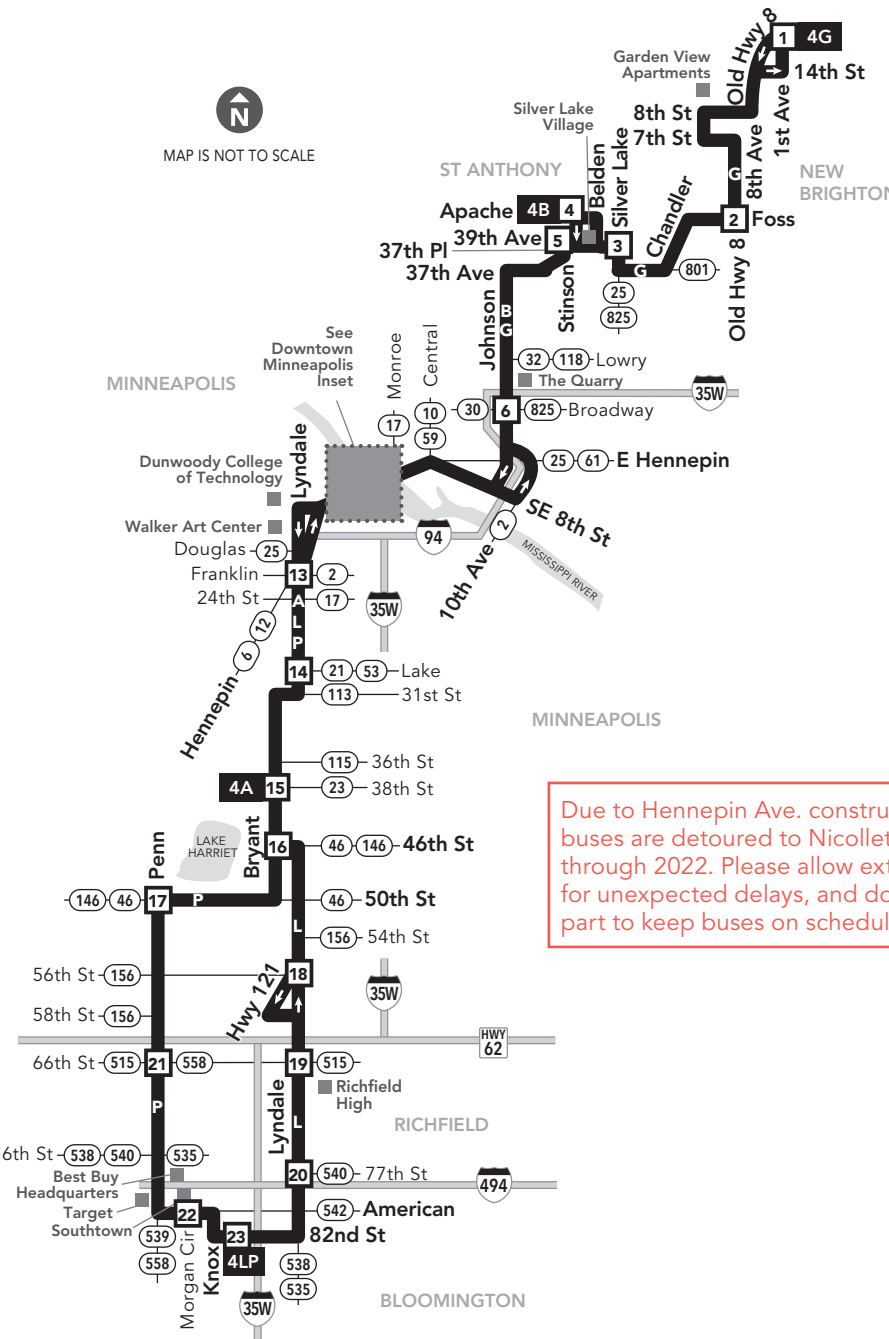 Old Hwy 8
1
4G
14th St
1st Ave
Garden View
Apartments
8th St
7th St
8th Ave
G
NEW
BRIGHTON
N
MAP IS NOT TO SCALE
Silver Lake
Village
ST ANTHONY
Belden
Silver Lake
Chandler
Apache
4B
4
2
Foss
39th Ave
5
3
37th Pl
37th Ave
G
801
Old Hwy 8
Stinson
25
825
Johnson
B
G
32
118
Lowry
The Quarry
35W
30
6
825
Broadway
See
Downtown
Minneapolis
Inset
Monroe
Central
MINNEAPOLIS
17
10
59
25
61
E Hennepin
Lyndale
Dunwoody College
of Technology
Walker Art Center
SE 8th St
2
10th Ave
94
MISSISSIPPI RIVER
Douglas
25
Franklin
13
2
24th St
A
L
P
17
35W
12
6
Hennepin
14
21
53
Lake
113
31st St
MINNEAPOLIS
115
36th St
4A
15
23
38th St
LAKE
HARRIET
Bryant
16
46
146
46th St
Penn
146
46
17
P
46
50th St
L
156
54th St
56th St
156
18
Hwy 121
35W
58th St
156
HWY
62
66th St
515
21
558
19
515
Richfield
High
P
Lyndale
L
RICHFIELD
6th St
538
540
535
Best Buy
Headquarters
20
540
77th St
494
Target
Southtown
22
542
American
539
558
Morgan Cir
Knox
23
4LP
82nd St
538
535
35W
BLOOMINGTON
Due to Hennepin Ave. constru
buses are detoured to Nicollet
through 2022. Please allow ext
for unexpected delays, and do
part to keep buses on schedul